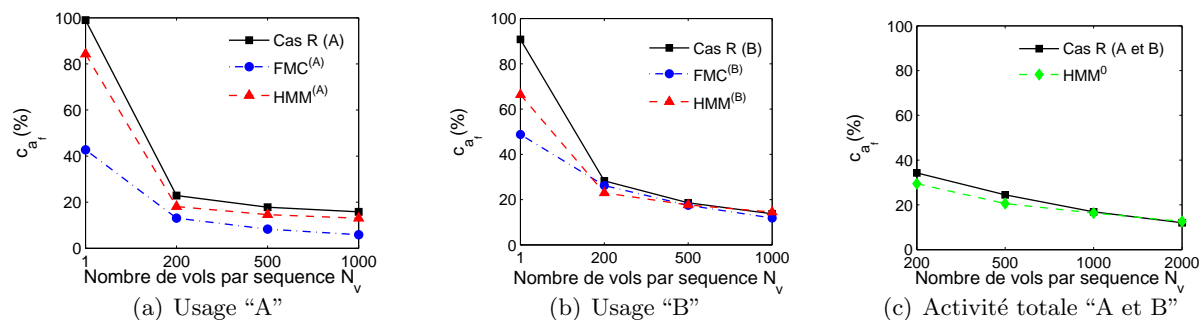 100
80
60
40
20
0
c_{a_f}(%)
Cas R (A)
FMC^{(A)}
HMM^{(A)}
1 200 500 1000
Nombre de vols par sequence N_v
(a) Usage “A”
100
80
60
40
20
0
c_{a_f}(%)
Cas R (B)
FMC^{(B)}
HMM^{(B)}
1 200 500 1000
Nombre de vols par sequence N_v
(b) Usage “B”
100
80
60
40
20
0
c_{a_f}(%)
Cas R (A et B)
HMM^0
200 500 1000 2000
Nombre de vols par sequence N_v
(c) Activité totale “A et B”